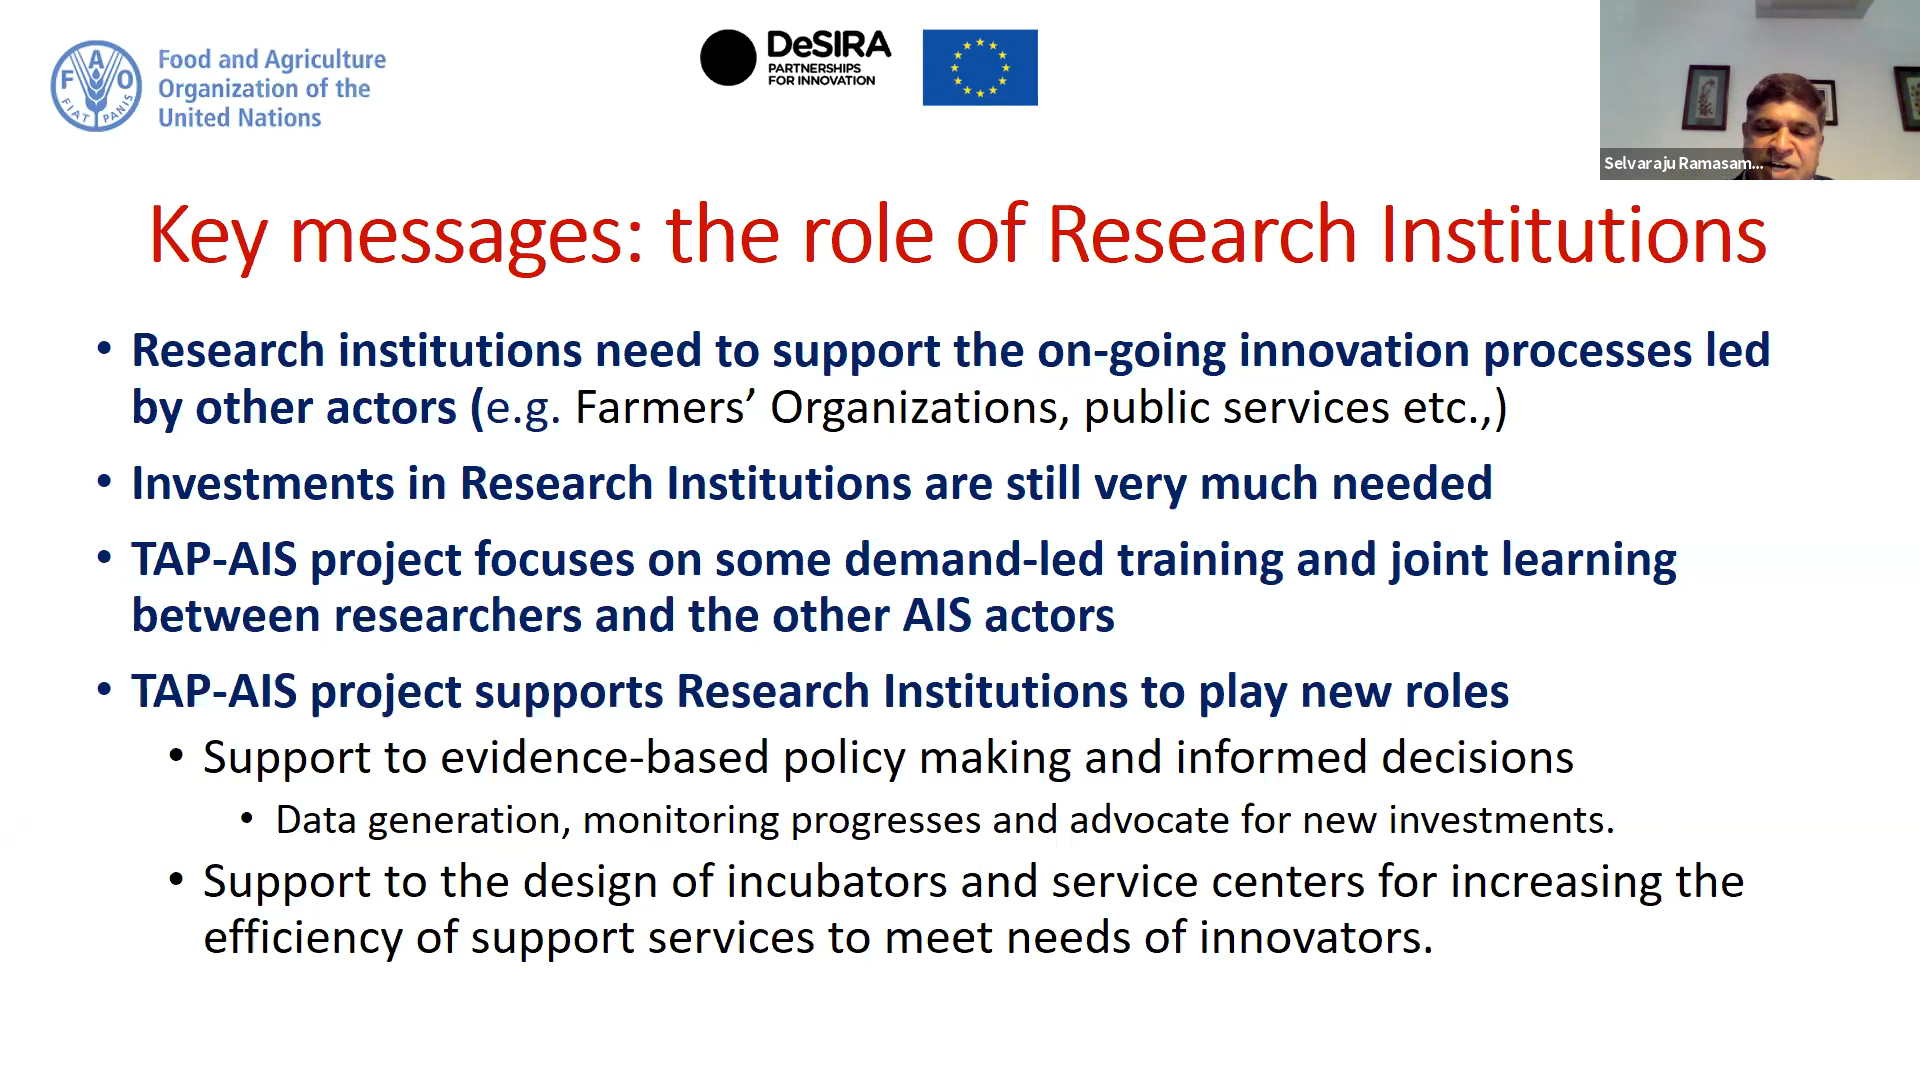 FAO
FIAT PANIS
Food and Agriculture
Organization of the
United Nations
DeSIRA
PARTNERSHIPS
FOR INNOVATION
Selvaraju Ramasam...
Key messages: the role of Research Institutions
• Research institutions need to support the on-going innovation processes led
by other actors (e.g. Farmers’ Organizations, public services etc.,)
• Investments in Research Institutions are still very much needed
• TAP-AIS project focuses on some demand-led training and joint learning
between researchers and the other AIS actors
• TAP-AIS project supports Research Institutions to play new roles
• Support to evidence-based policy making and informed decisions
• Data generation, monitoring progresses and advocate for new investments.
• Support to the design of incubators and service centers for increasing the
efficiency of support services to meet needs of innovators.